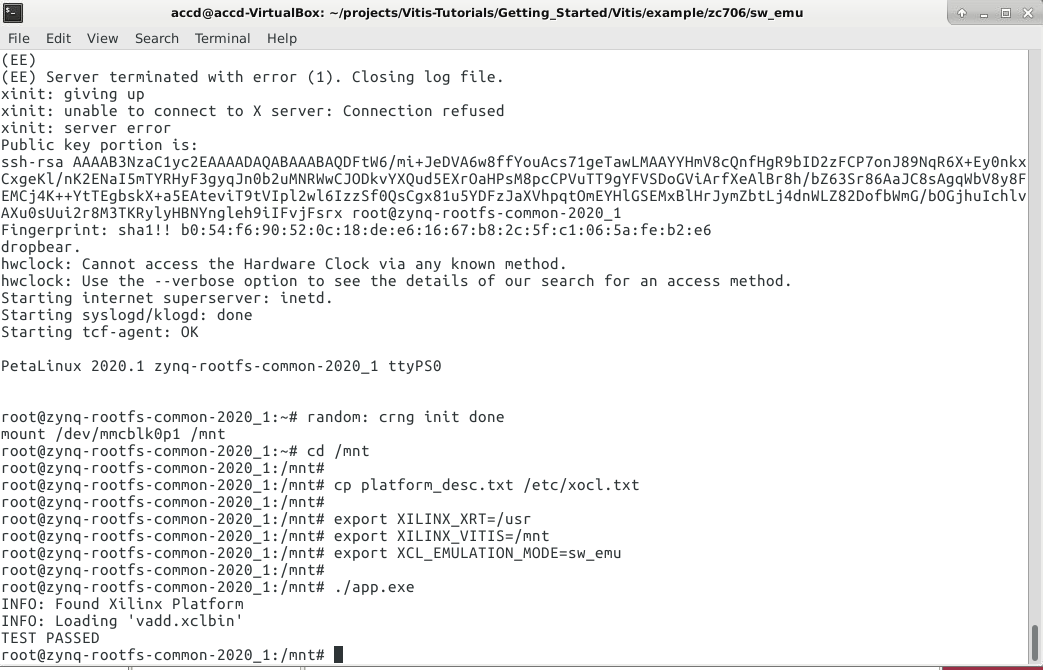 accd@accd-VirtualBox: ~/projects/Vitis-Tutorials/Getting_Started/Vitis/example/zc706/sw_emu
File Edit View Search Terminal Help
(EE)
(EE) Server terminated with error (1). Closing log file.
xinit: giving up
xinit: unable to connect to X server: Connection refused
xinit: server error
Public key portion is:
ssh-rsa AAAAB3NzaC1yc2EAAAADAQABAAABAQDFtW6/mi+JeDVA6w8ffYouAcs71geTawLMAAYYHmV8cQnfHgR9bID2zFCP7onJ89NqR6X+Ey0nkx
CxgeKl/nK2ENaI5mTYRHyF3gyqJn0b2uMNRWwCJODkvYXQud5EXrOaHPsM8pcCPVuTT9gYFVSDoGViArfXeAlBr8h/bZ63Sr86AaJC8sAgqWbV8y8F
EMCj4K++YtTEgbskX+a5EAteviT9tVIpl2wl6IzzSf0QsCgx81u5YDFzJaXVhpqtOmEYHlGSEMxBlHrJymZbtLj4dnWLZ82DofbWmG/bOGjhuIchlv
AXu0sUui2r8M3TKRylyHBNYngleh9iIFvjFsrx root@zynq-rootfs-common-2020_1
Fingerprint: sha1!! b0:54:f6:90:52:0c:18:de:e6:16:67:b8:2c:5f:c1:06:5a:fe:b2:e6
dropbear.
hwclock: Cannot access the Hardware Clock via any known method.
hwclock: Use the --verbose option to see the details of our search for an access method.
Starting internet superserver: inetd.
Starting syslogd/klogd: done
Starting tcf-agent: OK
PetaLinux 2020.1 zynq-rootfs-common-2020_1 ttyPS0
root@zynq-rootfs-common-2020_1:~# random: crng init done
mount /dev/mmcblk0p1 /mnt
root@zynq-rootfs-common-2020_1:~# cd /mnt
root@zynq-rootfs-common-2020_1:/mnt#
root@zynq-rootfs-common-2020_1:/mnt# cp platform_desc.txt /etc/xocl.txt
root@zynq-rootfs-common-2020_1:/mnt#
root@zynq-rootfs-common-2020_1:/mnt# export XILINX_XRT=/usr
root@zynq-rootfs-common-2020_1:/mnt# export XILINX_VITIS=/mnt
root@zynq-rootfs-common-2020_1:/mnt# export XCL_EMULATION_MODE=sw_emu
root@zynq-rootfs-common-2020_1:/mnt#
root@zynq-rootfs-common-2020_1:/mnt# ./app.exe
INFO: Found Xilinx Platform
INFO: Loading 'vadd.xclbin'
TEST PASSED
root@zynq-rootfs-common-2020_1:/mnt#